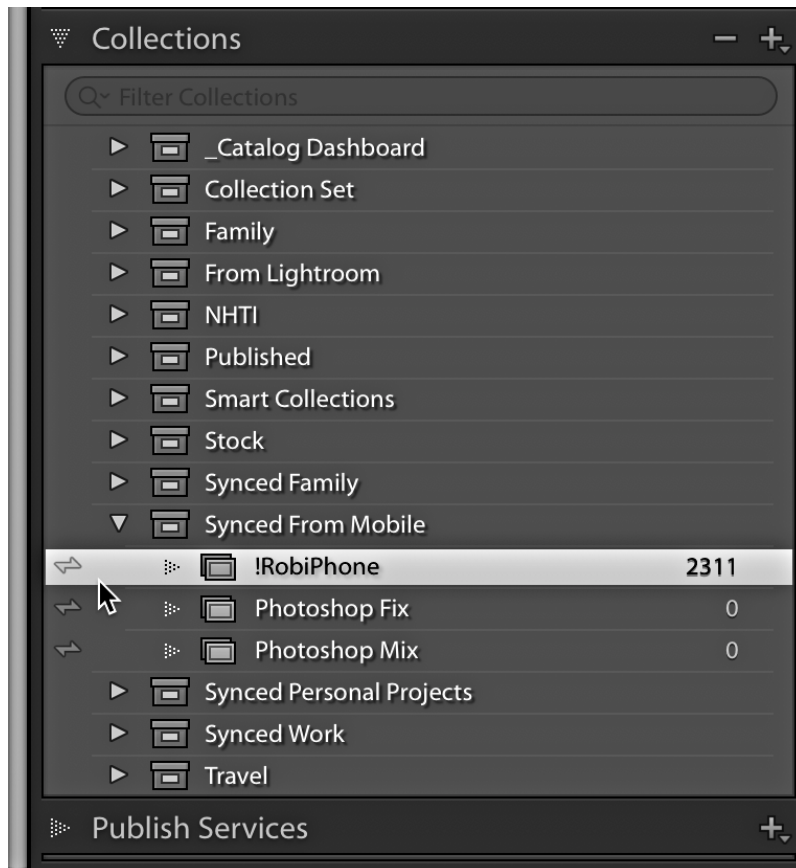 Collections
Filter Collections
_Catalog Dashboard
Collection Set
Family
From Lightroom
NHTI
Published
Smart Collections
Stock
Synced Family
Synced From Mobile
!RobiPhone 2311
Photoshop Fix 0
Photoshop Mix 0
Synced Personal Projects
Synced Work
Travel
Publish Services